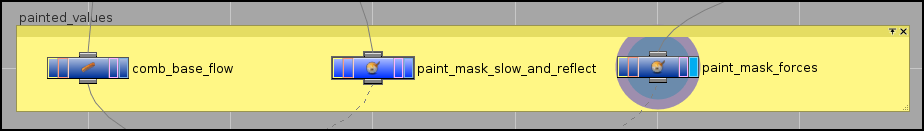 painted_values
comb_base_flow
paint_mask_slow_and_reflect
paint_mask_forces